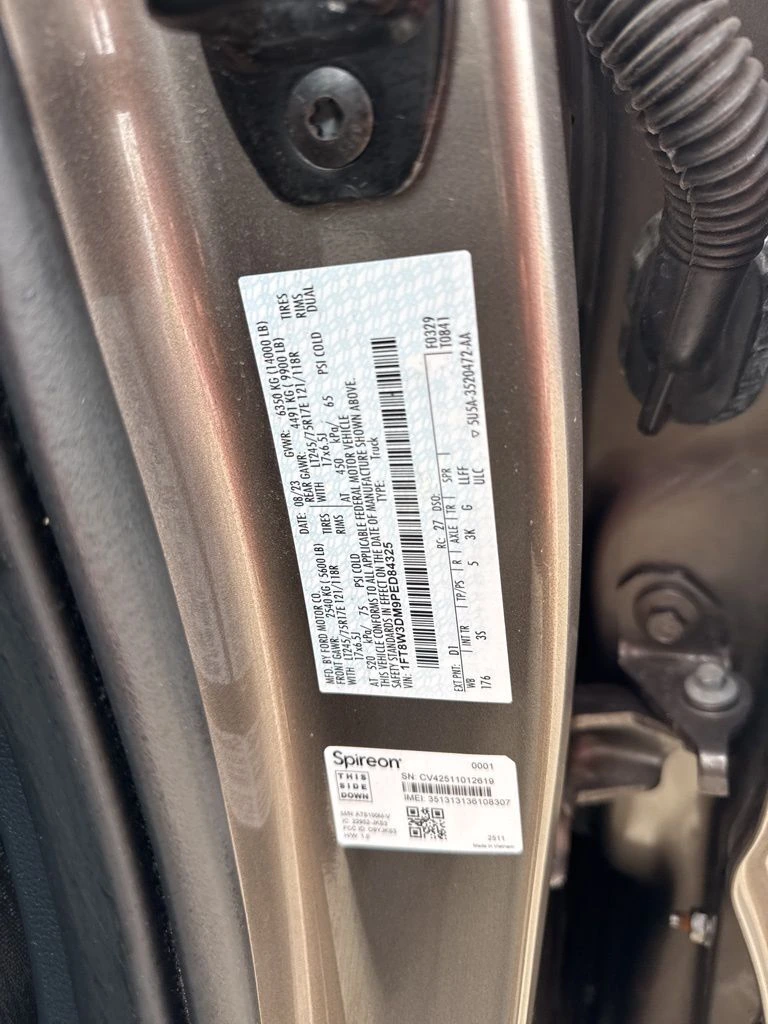 MFD. BY FORD MOTOR CO.
DATE: 08/23 GVWR: 6350 KG (14000 LB)
FRONT GAWR: 2540 KG (5600 LB) REAR GAWR: 4491 KG (9900 LB)
WITH LT245/75R17E 121/118R TIRES WITH LT245/75R17E 121/118R TIRES
17x6.5J RIMS 17x6.5J RIMS
AT 520 kPa/ 75 PSI COLD AT 450 kPa/ 65 PSI COLD DUAL
THIS VEHICLE CONFORMS TO ALL APPLICABLE FEDERAL MOTOR VEHICLE
SAFETY STANDARDS IN EFFECT ON THE DATE OF MANUFACTURE SHOWN ABOVE.
VIN: 1FT8W3DM9PED84325 TYPE: Truck
F0329
T0841
EXT PNT: D1 RC: 27 DSO:
WB INT TR TP/PS R AXLE TR SPR
176 3S 5 3K G LLFF
ULC
5U5A-3520472-AA
Spireon 0001
THIS SIDE DOWN
SN: CV42511012619
IMEI: 351313136108307
2511
Made in Vietnam
H/W: 1.0